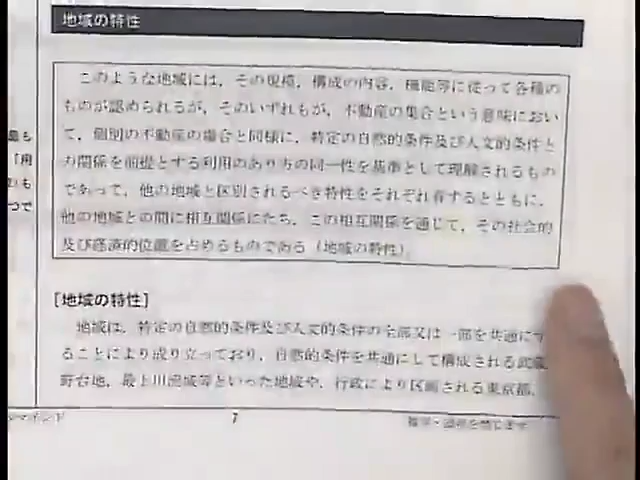 地域の特性
このような地域には、その規模、構成の内容、機能等に従って各種の
ものが認められるが、そのいずれもが、不動産の集合という意味におい
て、個別の不動産の場合と同様に、特定の自然的条件及び人文的条件と
の関係を前提とする利用のあり方の同一性を基準として理解されるもの
であって、他の地域と区別されるべき特性をそれぞれ有するとともに、
他の地域との間に相互関係にたち、この相互関係を通じて、その社会的
及び経済的位置を占めるものである（地域の特性）。
[地域の特性]
地域は、特定の自然的条件及び人文的条件の全部又は一部を共通にす
ることにより成り立っており、自然的条件を共通にして構成される武蔵
野台地、最上川流域等といった地域や、行政により区画される東京都、
7